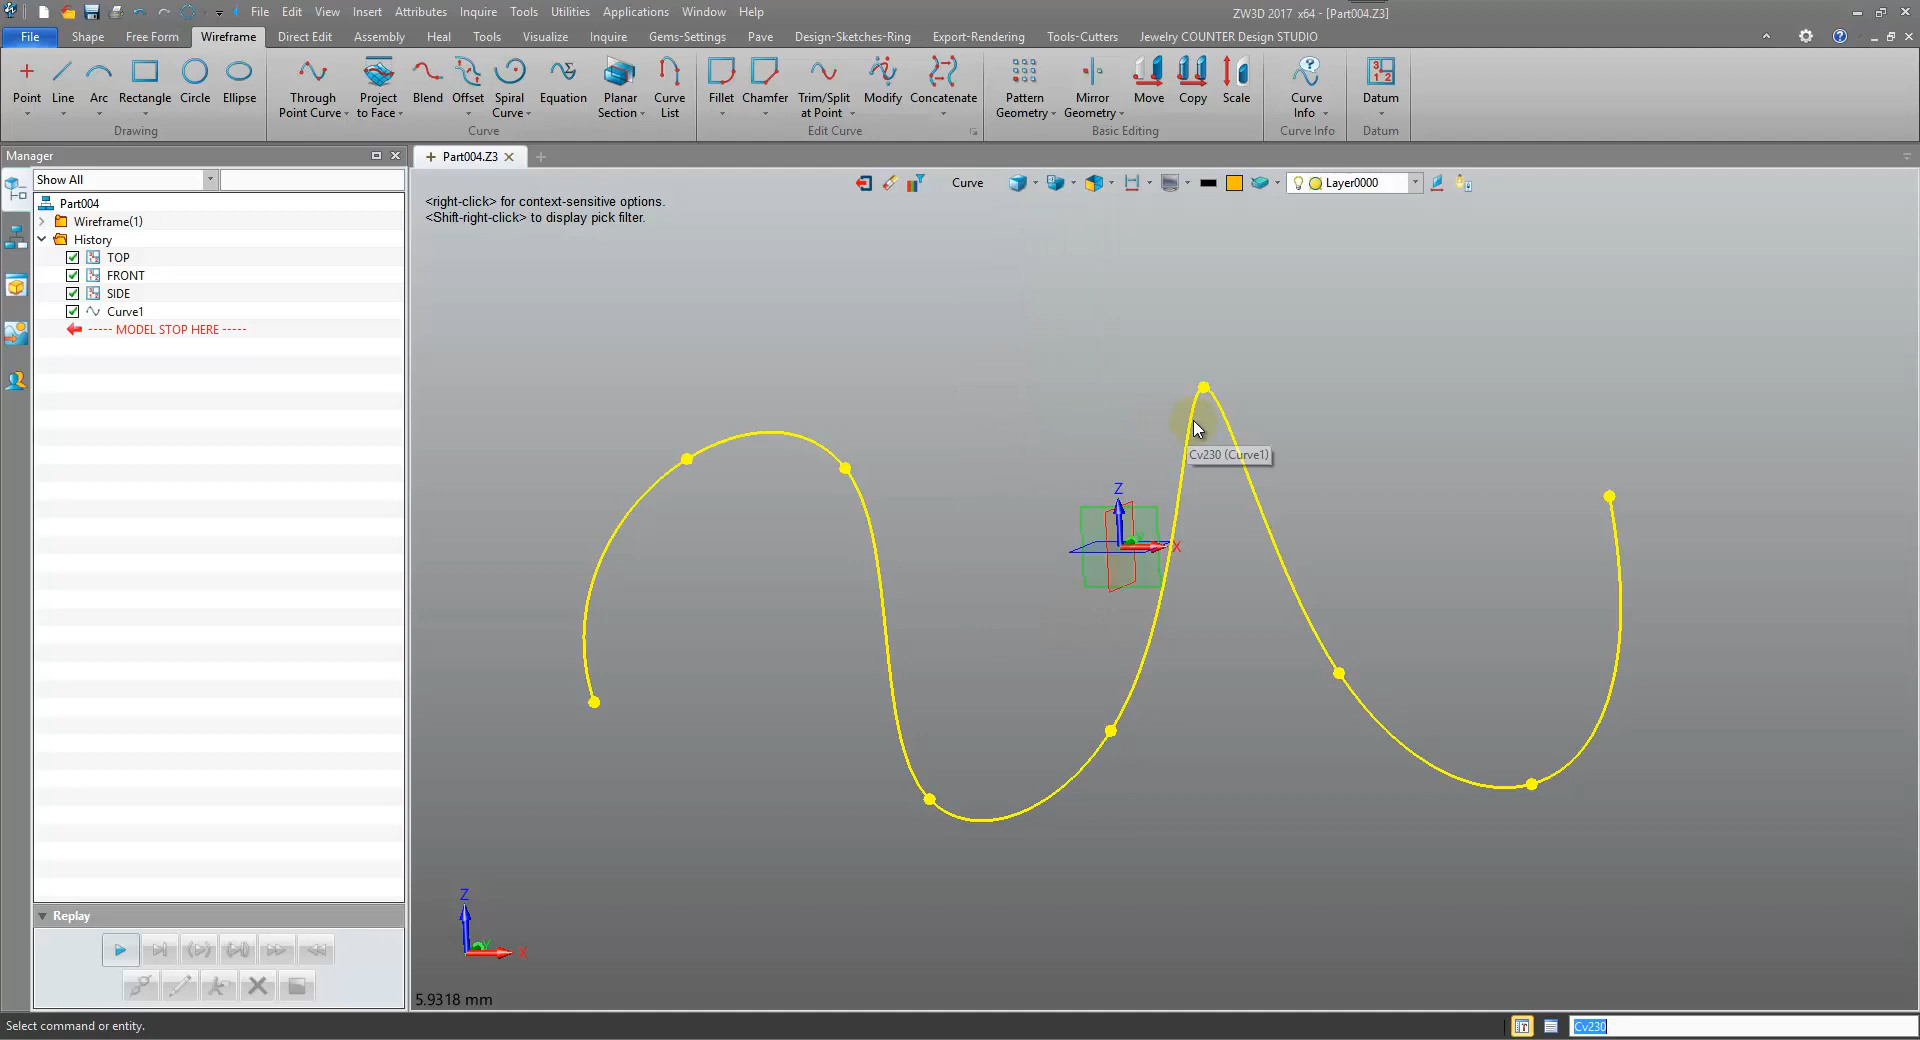 File Edit View Insert Attributes Inquire Tools Utilities Applications Window Help
ZW3D 2017 x64 - [Part004.Z3]
File Shape Free Form Wireframe Direct Edit Assembly Heal Tools Visualize Inquire Gems-Settings Pave Design-Sketches-Ring Export-Rendering Tools-Cutters Jewelry COUNTER Design STUDIO
Point Line Arc Rectangle Circle Ellipse
Drawing
Through Point Curve
Project to Face
Blend Offset
Spiral Curve
Equation
Planar Section
Curve List
Curve
Fillet Chamfer
Trim/Split at Point
Modify Concatenate
Edit Curve
Pattern Geometry
Mirror Geometry
Move Copy Scale
Basic Editing
Curve Info
Curve Info
Datum
Datum
Manager
Part004.Z3
Show All
Curve
Layer0000
Part004
Wireframe(1)
History
TOP
FRONT
SIDE
Curve1
----- MODEL STOP HERE -----
<right-click> for context-sensitive options.
<Shift-right-click> to display pick filter.
Cv230 (Curve1)
Z
X
Z
Y
X
Replay
5.9318 mm
Select command or entity.
Cv230